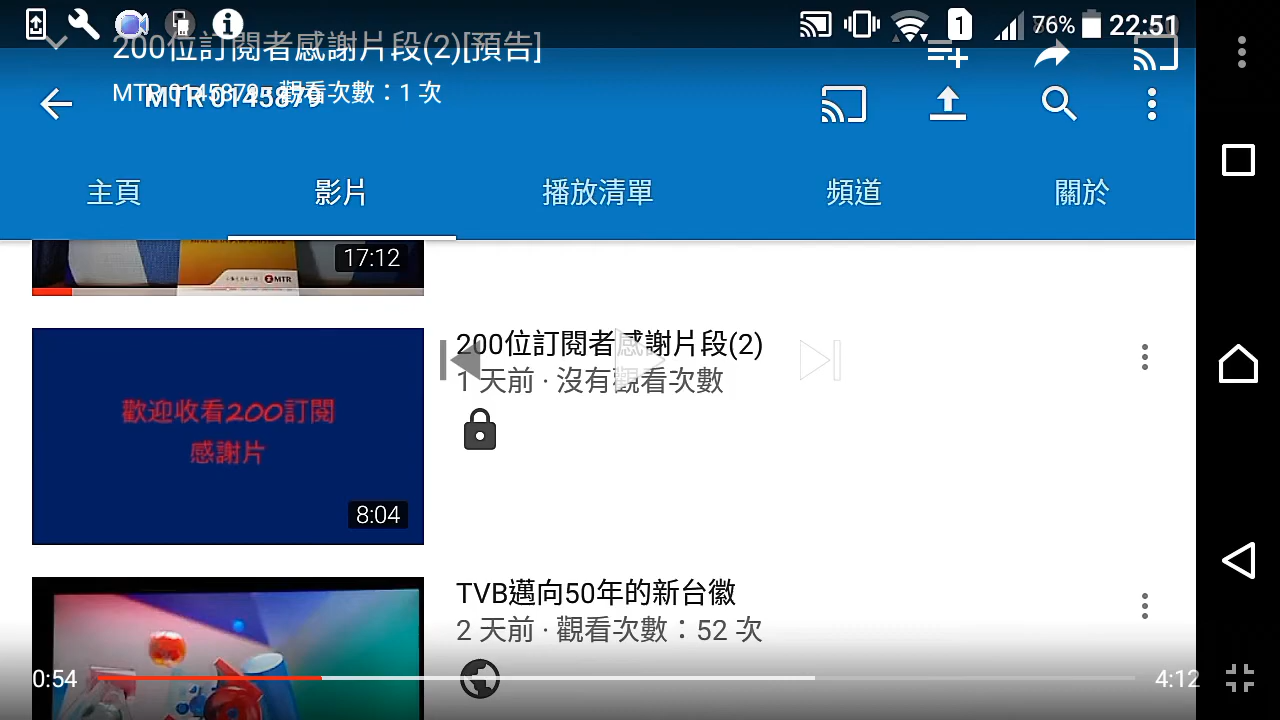 76% 22:51
200位訂閱者感謝片段(2)[預告]
MTR 0145879 · 觀看次數：1 次
MTR 0145879
主頁 影片 播放清單 頻道 關於
17:12
MTR
200位訂閱者感謝片段(2)
1 天前 · 沒有觀看次數
歡迎收看200訂閱
感謝片
8:04
TVB邁向50年的新台徽
2 天前 · 觀看次數：52 次
0:54 4:12